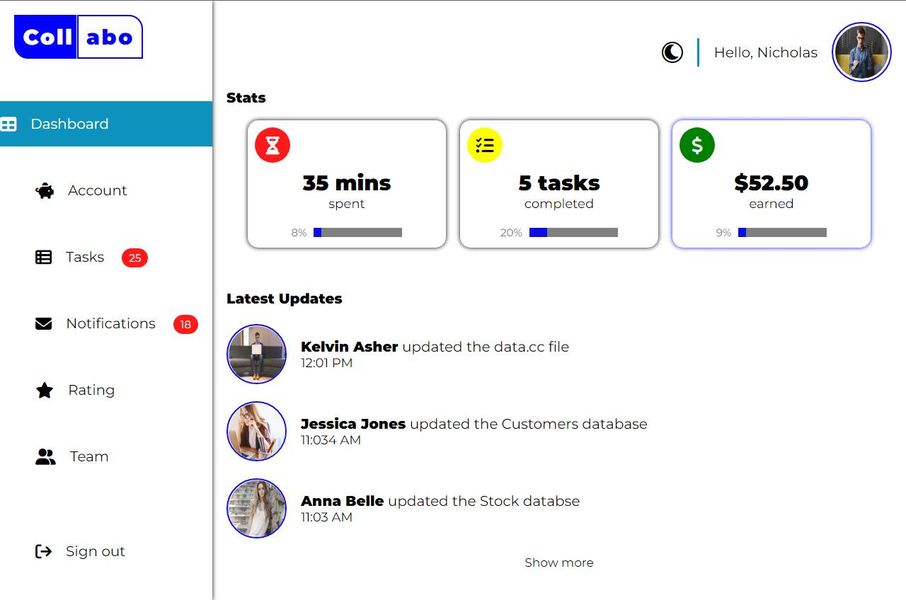 Collabo
Hello, Nicholas
Dashboard
Account
Tasks 25
Notifications 18
Rating
Team
Sign out
Stats
35 mins
spent
8%
5 tasks
completed
20%
$
$52.50
earned
9%
Latest Updates
Kelvin Asher updated the data.cc file
12:01 PM
Jessica Jones updated the Customers database
11:034 AM
Anna Belle updated the Stock databse
11:03 AM
Show more